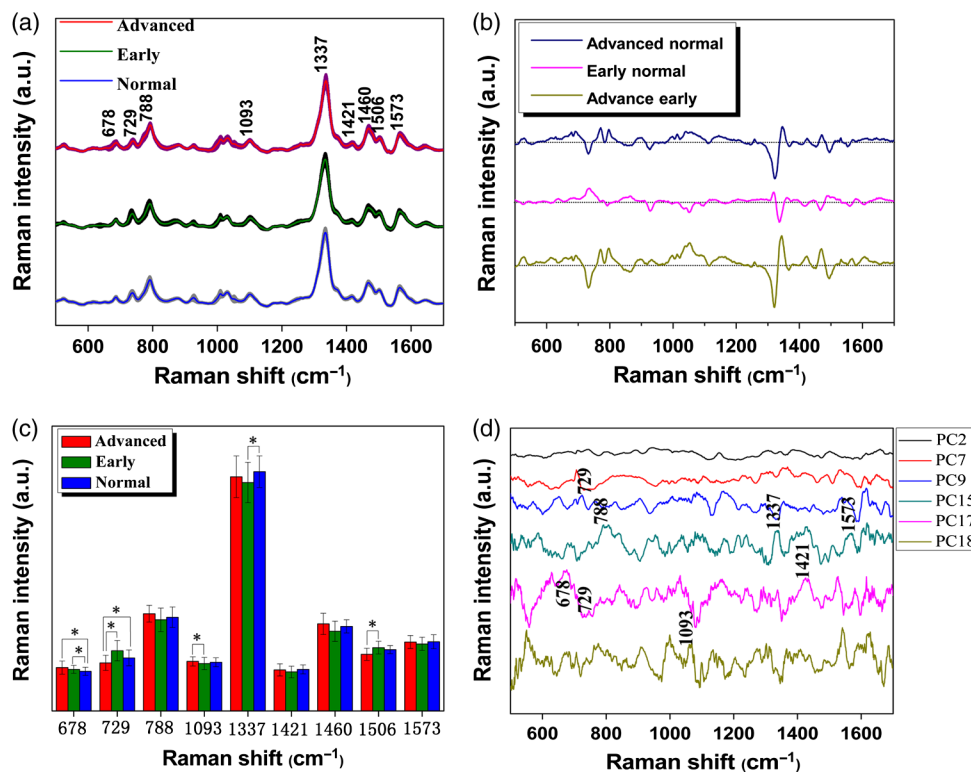 (a)
Advanced
Early
Normal
678
729
788
1093
1337
1421
1460
1506
1573
Raman intensity (a.u.)
600 800 1000 1200 1400 1600
Raman shift (cm⁻¹)
(b)
Advanced normal
Early normal
Advance early
Raman intensity (a.u.)
600 800 1000 1200 1400 1600
Raman shift (cm⁻¹)
(c)
Advanced
Early
Normal
* * * * * * *
Raman intensity (a.u.)
678 729 788 1093 1337 1421 1460 1506 1573
Raman shift (cm⁻¹)
(d)
PC2
PC7
PC9
PC15
PC17
PC18
729
788
1337
1573
1421
678
729
1093
Raman intensity (a.u.)
600 800 1000 1200 1400 1600
Raman shift (cm⁻¹)